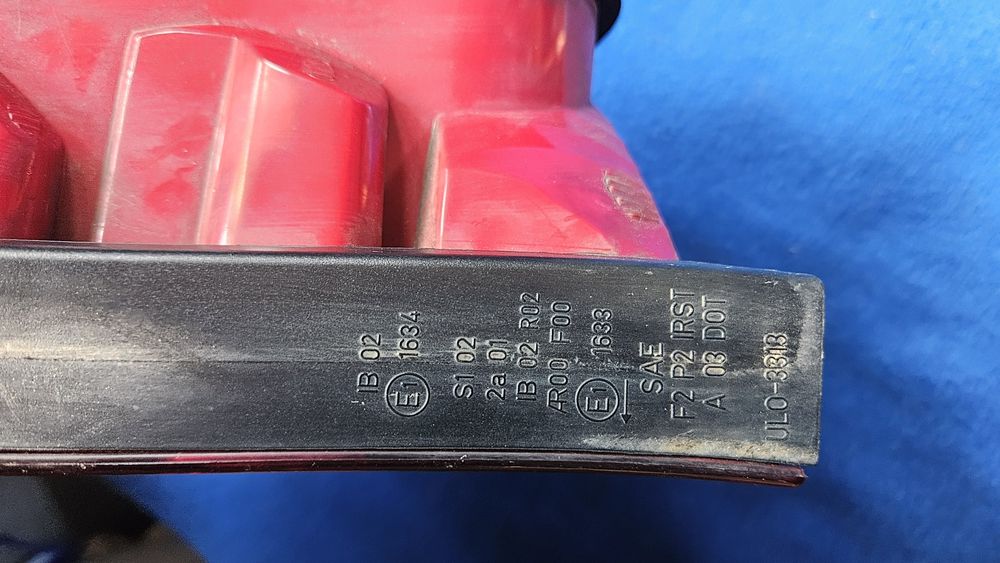 IB 02
E1 1634
S1 02
2a 01
IB 02 R02
AR00 F00
E1 1633
SAE
F2 P2 IRST
A 03 DOT
ULO-3313